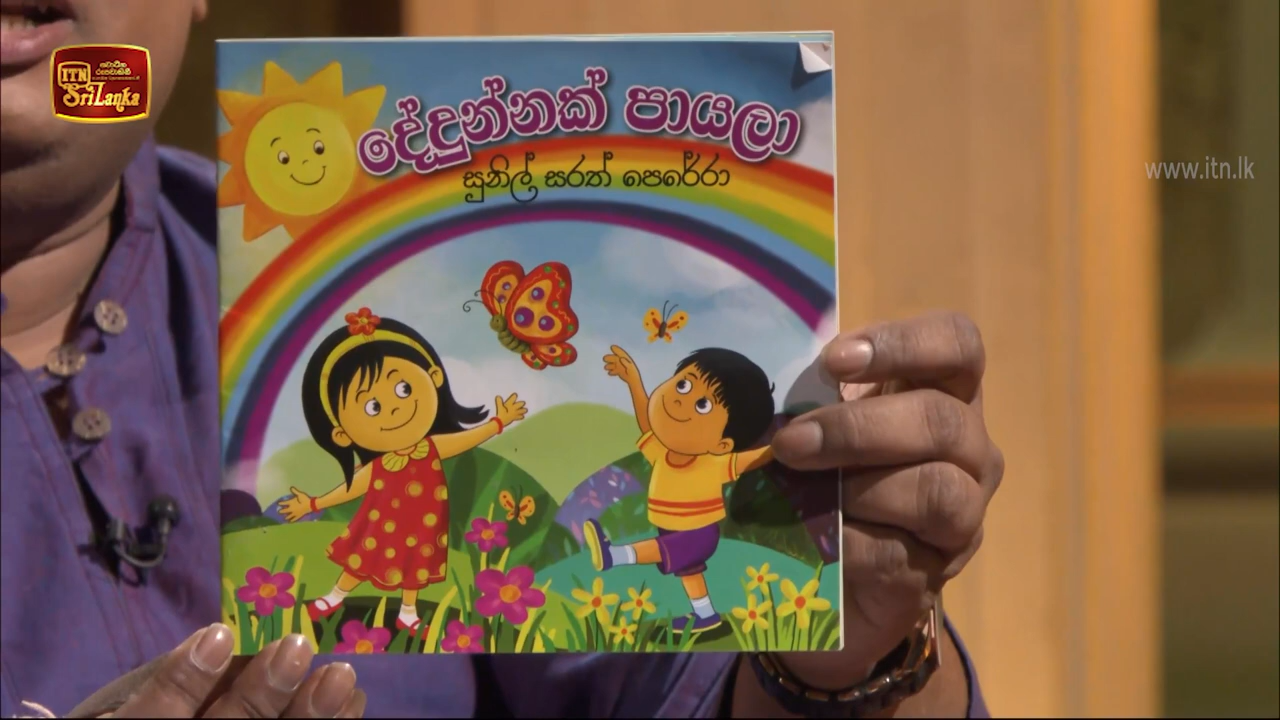 ITN
SriLanka
www.itn.lk
දේදුන්නක් පායලා
සුනිල් සරත් පෙරේරා